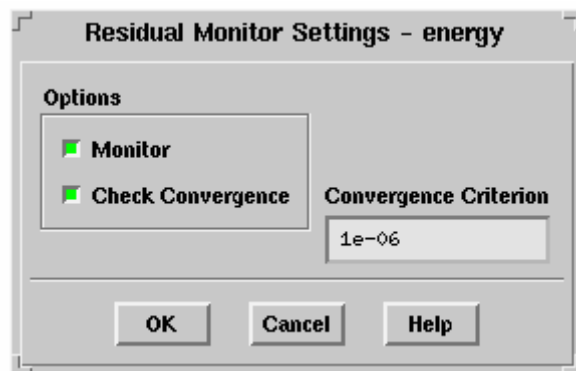 Residual Monitor Settings - energy
Options
Monitor
Check Convergence
Convergence Criterion
1e-06
OK Cancel Help